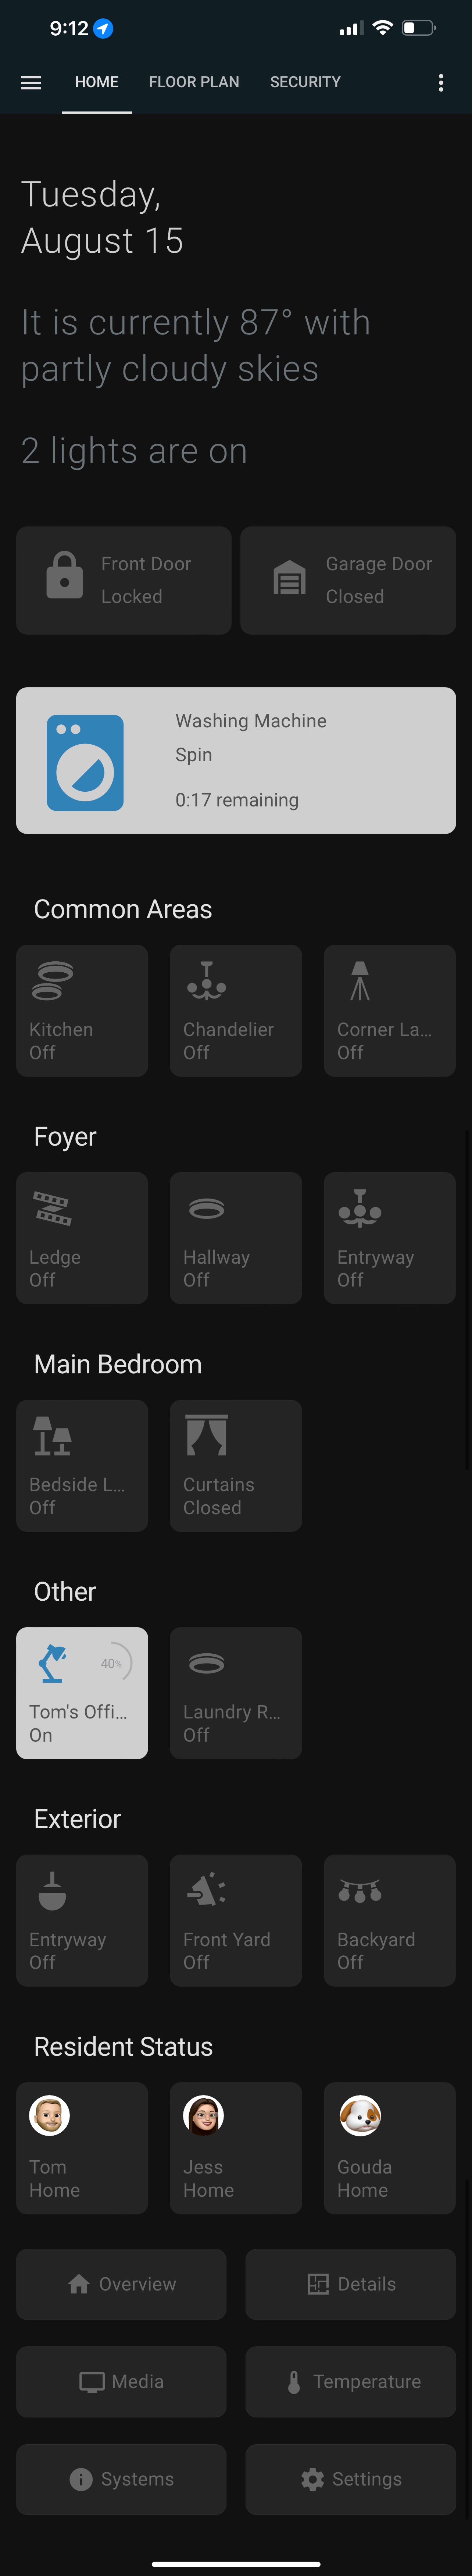 9:12
HOME FLOOR PLAN SECURITY
Tuesday,
August 15
It is currently 87° with
partly cloudy skies
2 lights are on
Front Door
Locked
Garage Door
Closed
Washing Machine
Spin
0:17 remaining
Common Areas
Kitchen
Off
Chandelier
Off
Corner La...
Off
Foyer
Ledge
Off
Hallway
Off
Entryway
Off
Main Bedroom
Bedside L...
Off
Curtains
Closed
Other
40%
Tom's Offi...
On
Laundry R...
Off
Exterior
Entryway
Off
Front Yard
Off
Backyard
Off
Resident Status
Tom
Home
Jess
Home
Gouda
Home
Overview
Details
Media
Temperature
Systems
Settings